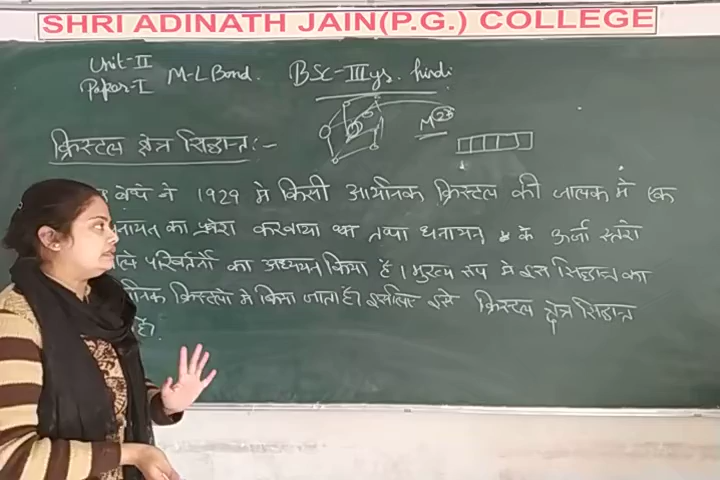 SHRI ADINATH JAIN(P.G.) COLLEGE
Unit-II
Paper-I M-L Bond. BSC-III yr. hindi
M
क्रिस्टल क्षेत्र सिद्धान्त :-
बेथे ने 1929 मे किसी आयनिक क्रिस्टल की जालक मे एक
का प्रवेश करवाया था तथा धनायन के ऊर्जा स्तरो
परिवर्तनों का अध्ययन किया है। मुख्य रूप से इस सिद्धान्त का
क्रिस्टलो मे किया जाता है। इसलिए इसे क्रिस्टल क्षेत्र सिद्धान्त
है।